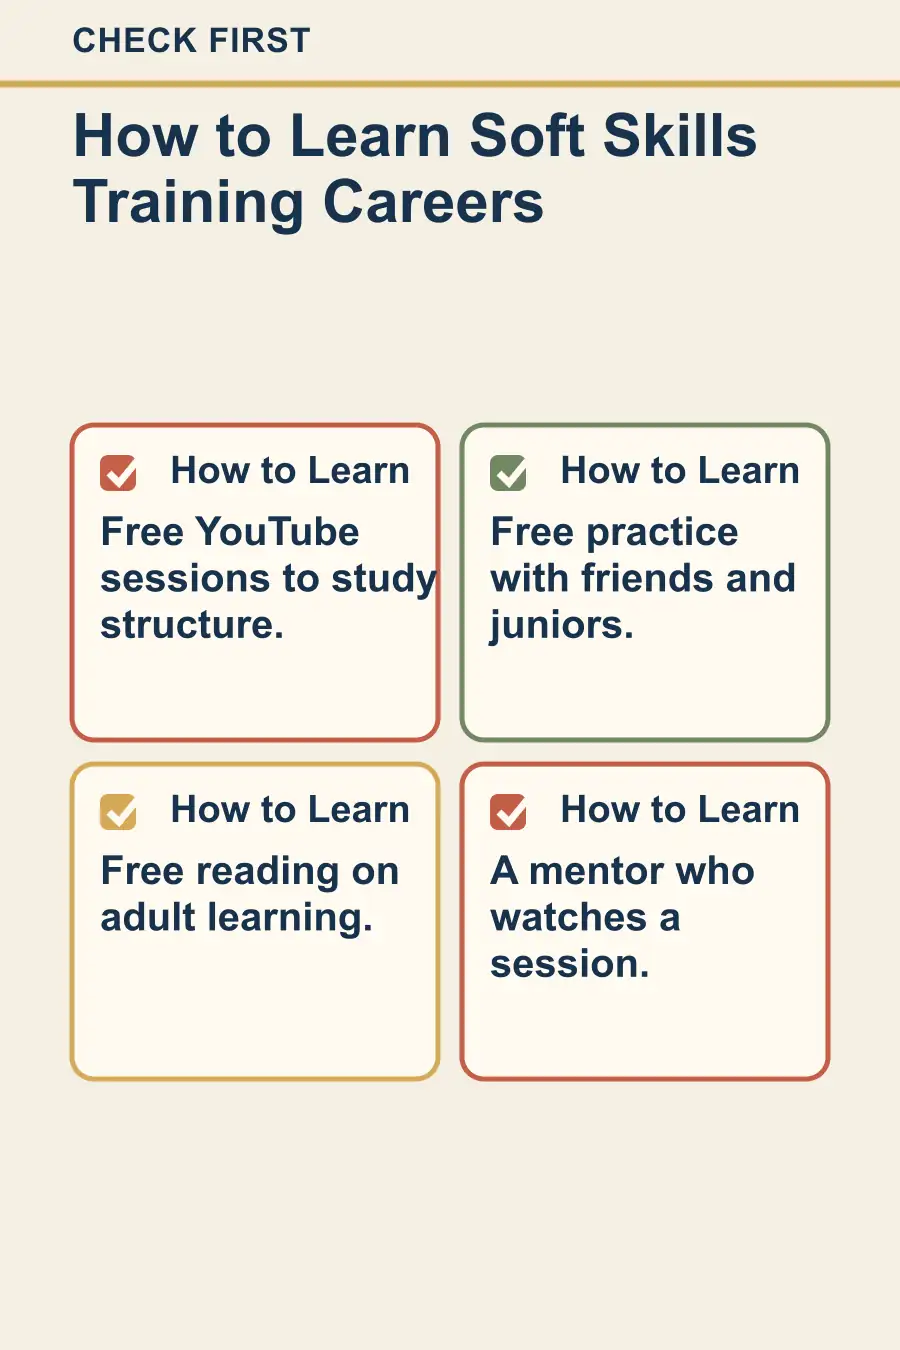 CHECK FIRST
How to Learn Soft Skills
Training Careers
How to Learn
Free YouTube
sessions to study
structure.
How to Learn
Free practice
with friends and
juniors.
How to Learn
Free reading on
adult learning.
How to Learn
A mentor who
watches a
session.